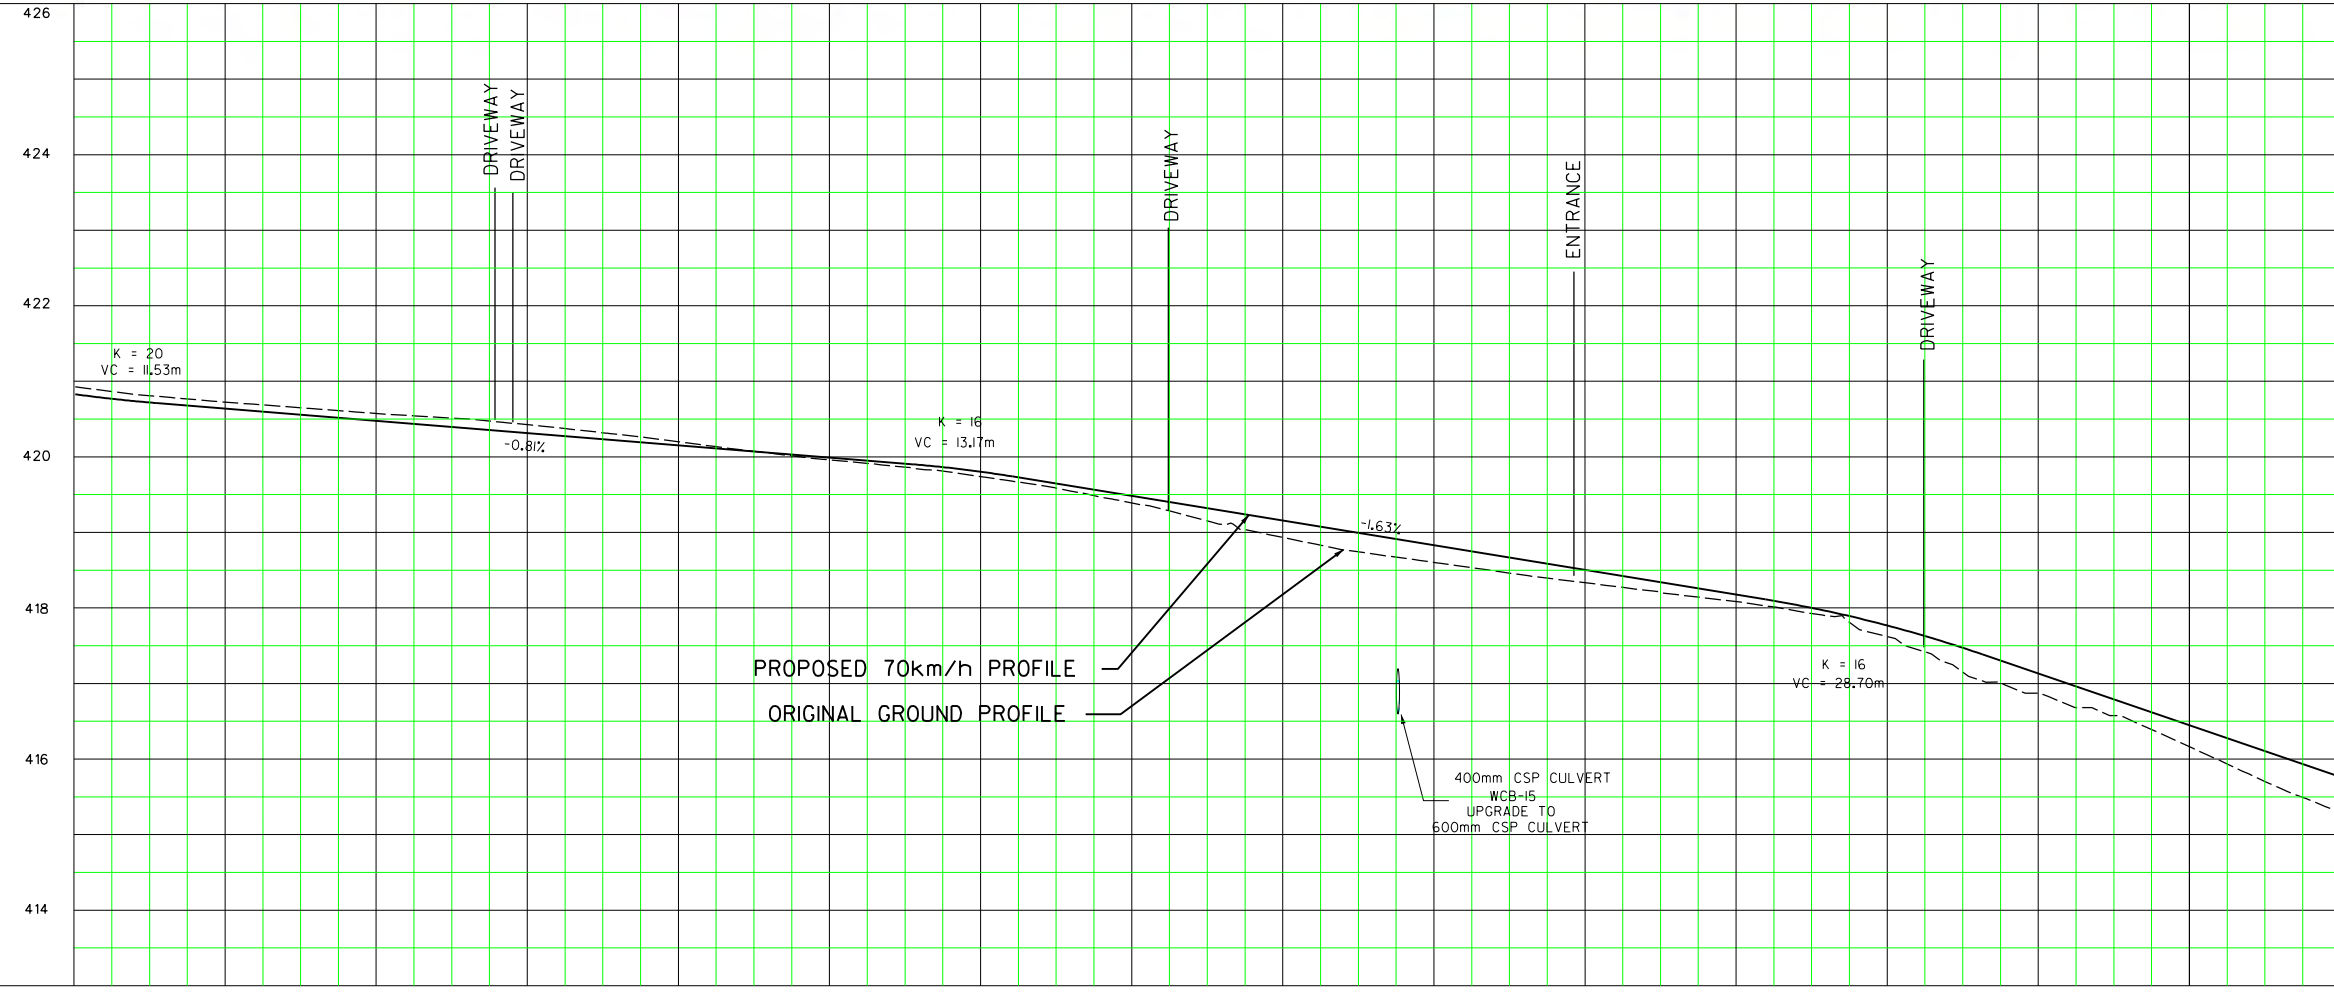 426
424
422
420
418
416
414
DRIVEWAY
DRIVEWAY
DRIVEWAY
ENTRANCE
DRIVEWAY
K = 20
VC = 11.53m
-0.81%
K = 16
VC = 13.17m
-1.63%
PROPOSED 70km/h PROFILE
ORIGINAL GROUND PROFILE
K = 16
VC = 28.70m
400mm CSP CULVERT
WCB-15
UPGRADE TO
600mm CSP CULVERT